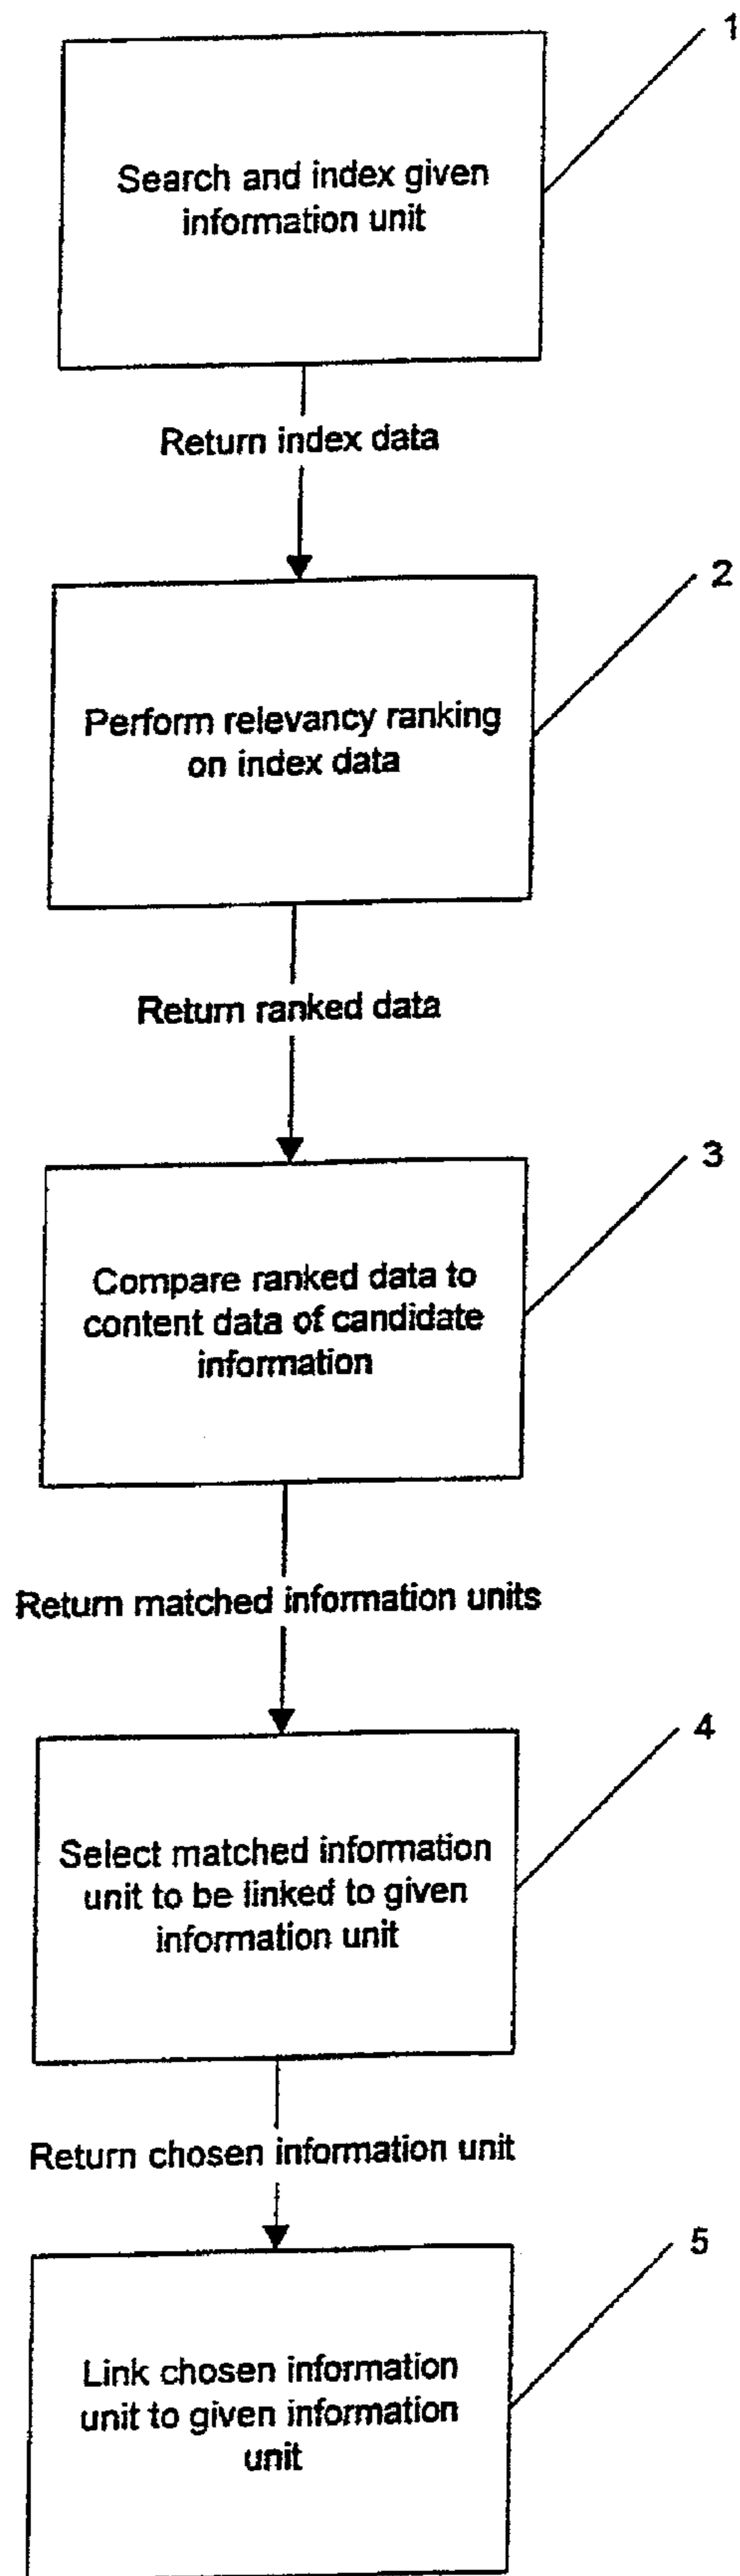 1
Search and index given
information unit
Return index data
2
Perform relevancy ranking
on index data
Return ranked data
3
Compare ranked data to
content data of candidate
information
Return matched information units
4
Select matched information
unit to be linked to given
information unit
Return chosen information unit
5
Link chosen information
unit to given information
unit